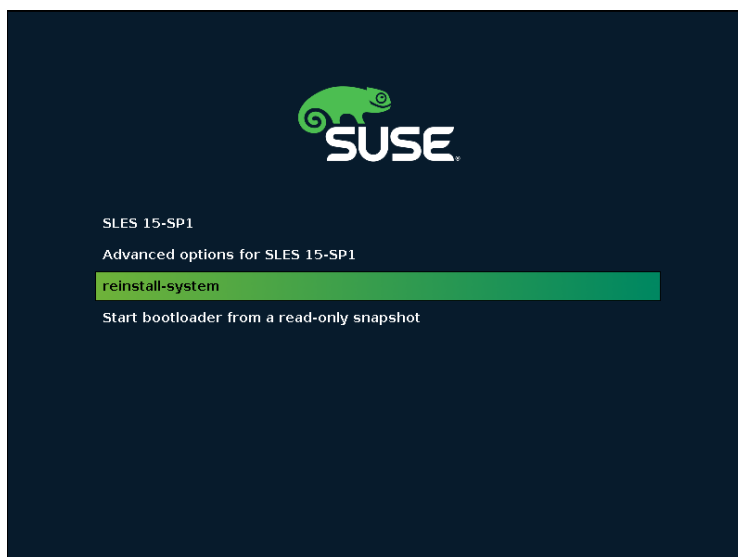 SUSE
SLES 15-SP1
Advanced options for SLES 15-SP1
reinstall-system
Start bootloader from a read-only snapshot